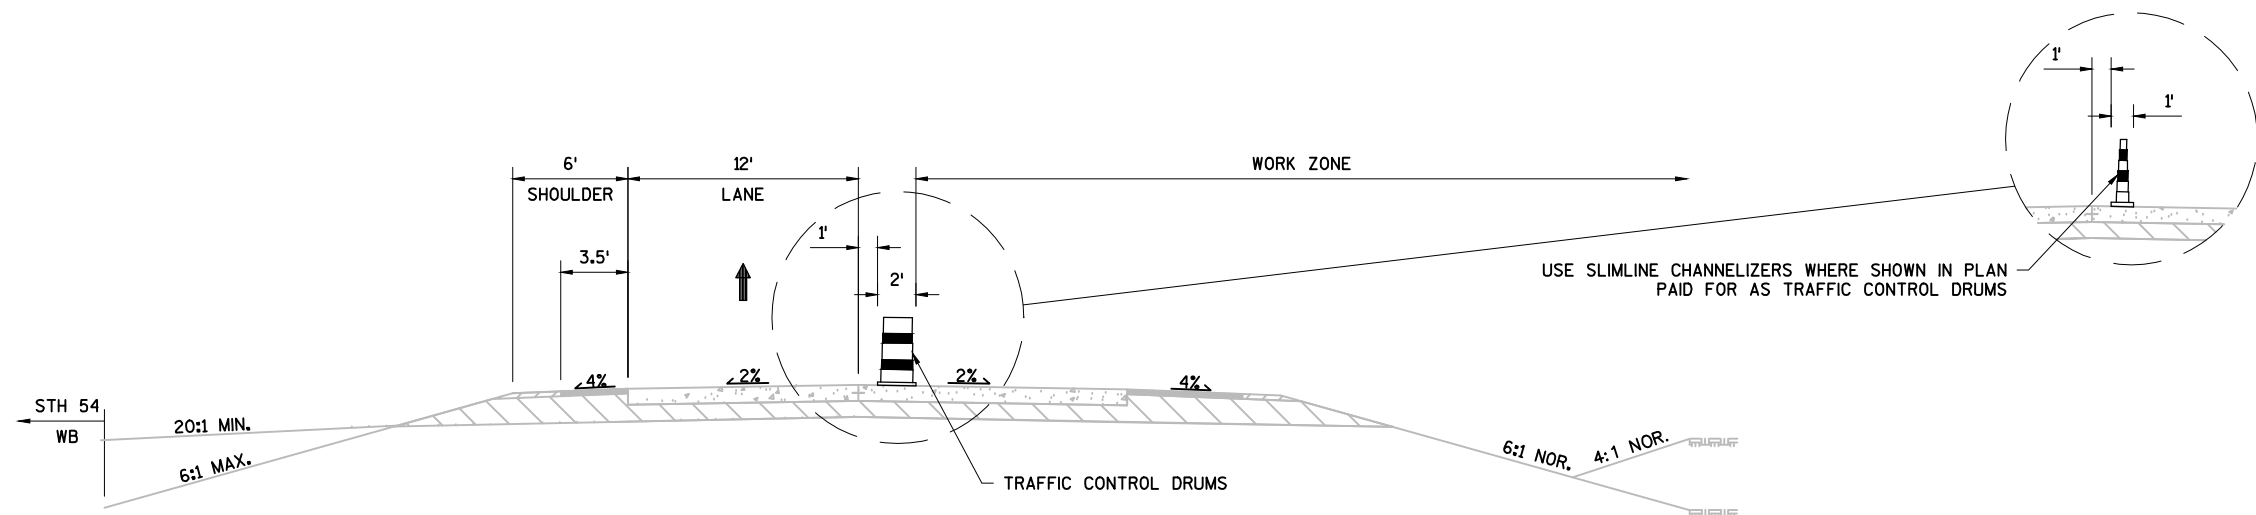 1'
1'
6'
12'
WORK ZONE
SHOULDER
LANE
1'
3.5'
2'
USE SLIMLINE CHANNELIZERS WHERE SHOWN IN PLAN
PAID FOR AS TRAFFIC CONTROL DRUMS
4%
2%
2%
4%
STH 54
WB
20:1 MIN.
6:1 MAX.
6:1 NOR.
4:1 NOR.
TRAFFIC CONTROL DRUMS